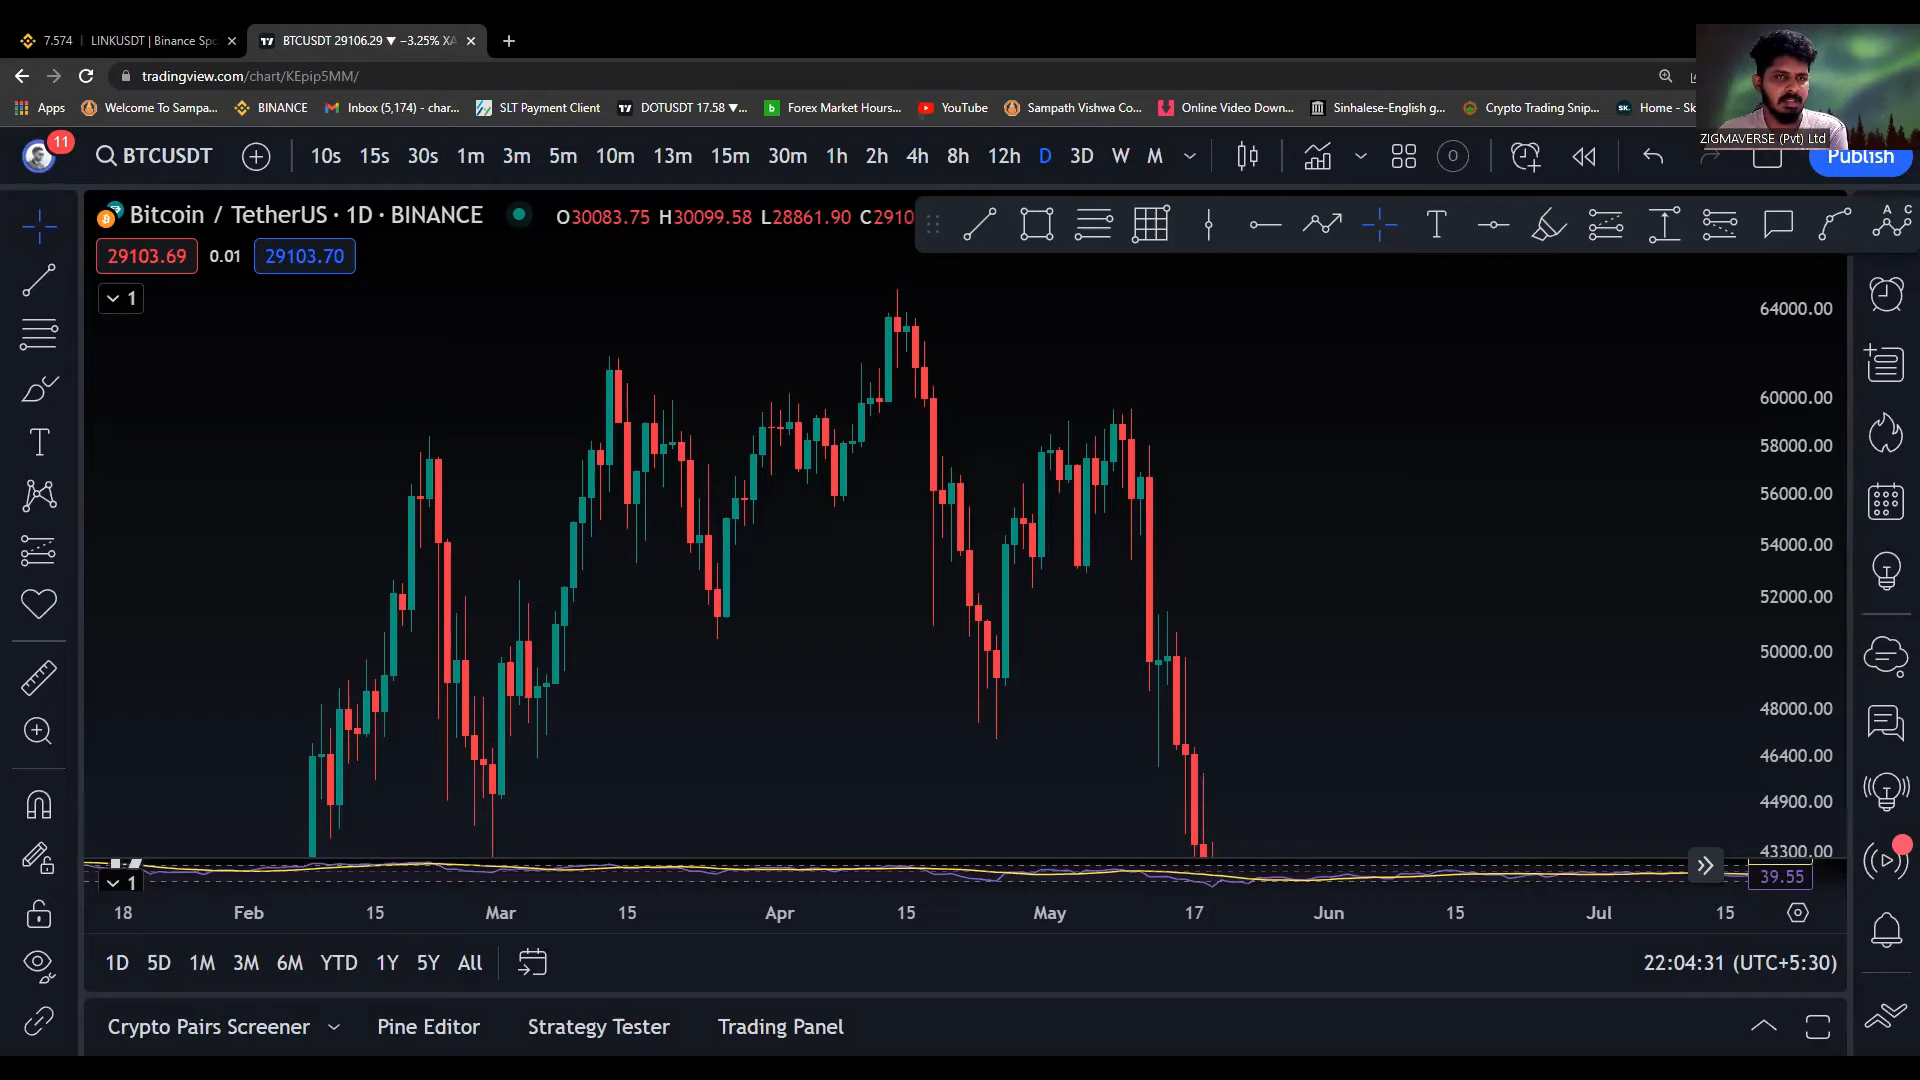 7.574 | LINKUSDT | Binance Spo
BTCUSDT 29106.29 ▼ −3.25% XA
tradingview.com/chart/KEpip5MM/
Apps
Welcome To Sampa...
BINANCE
Inbox (5,174) - char...
SLT Payment Client
DOTUSDT 17.58 ▼...
Forex Market Hours...
YouTube
Sampath Vishwa Co...
Online Video Down...
Sinhalese-English g...
Crypto Trading Snip...
Home - Sk
ZIGMAVERSE (Pvt) Ltd
11
BTCUSDT
10s 15s 30s 1m 3m 5m 10m 13m 15m 30m 1h 2h 4h 8h 12h D 3D W M
0
Publish
Bitcoin / TetherUS · 1D · BINANCE
O30083.75 H30099.58 L28861.90 C2910
T
A C
29103.69 0.01 29103.70
1
64000.00
60000.00
58000.00
56000.00
54000.00
52000.00
50000.00
48000.00
46400.00
44900.00
43300.00
39.55
1
18 Feb 15 Mar 15 Apr 15 May 17 Jun 15 Jul 15
1D 5D 1M 3M 6M YTD 1Y 5Y All
22:04:31 (UTC+5:30)
Crypto Pairs Screener
Pine Editor
Strategy Tester
Trading Panel